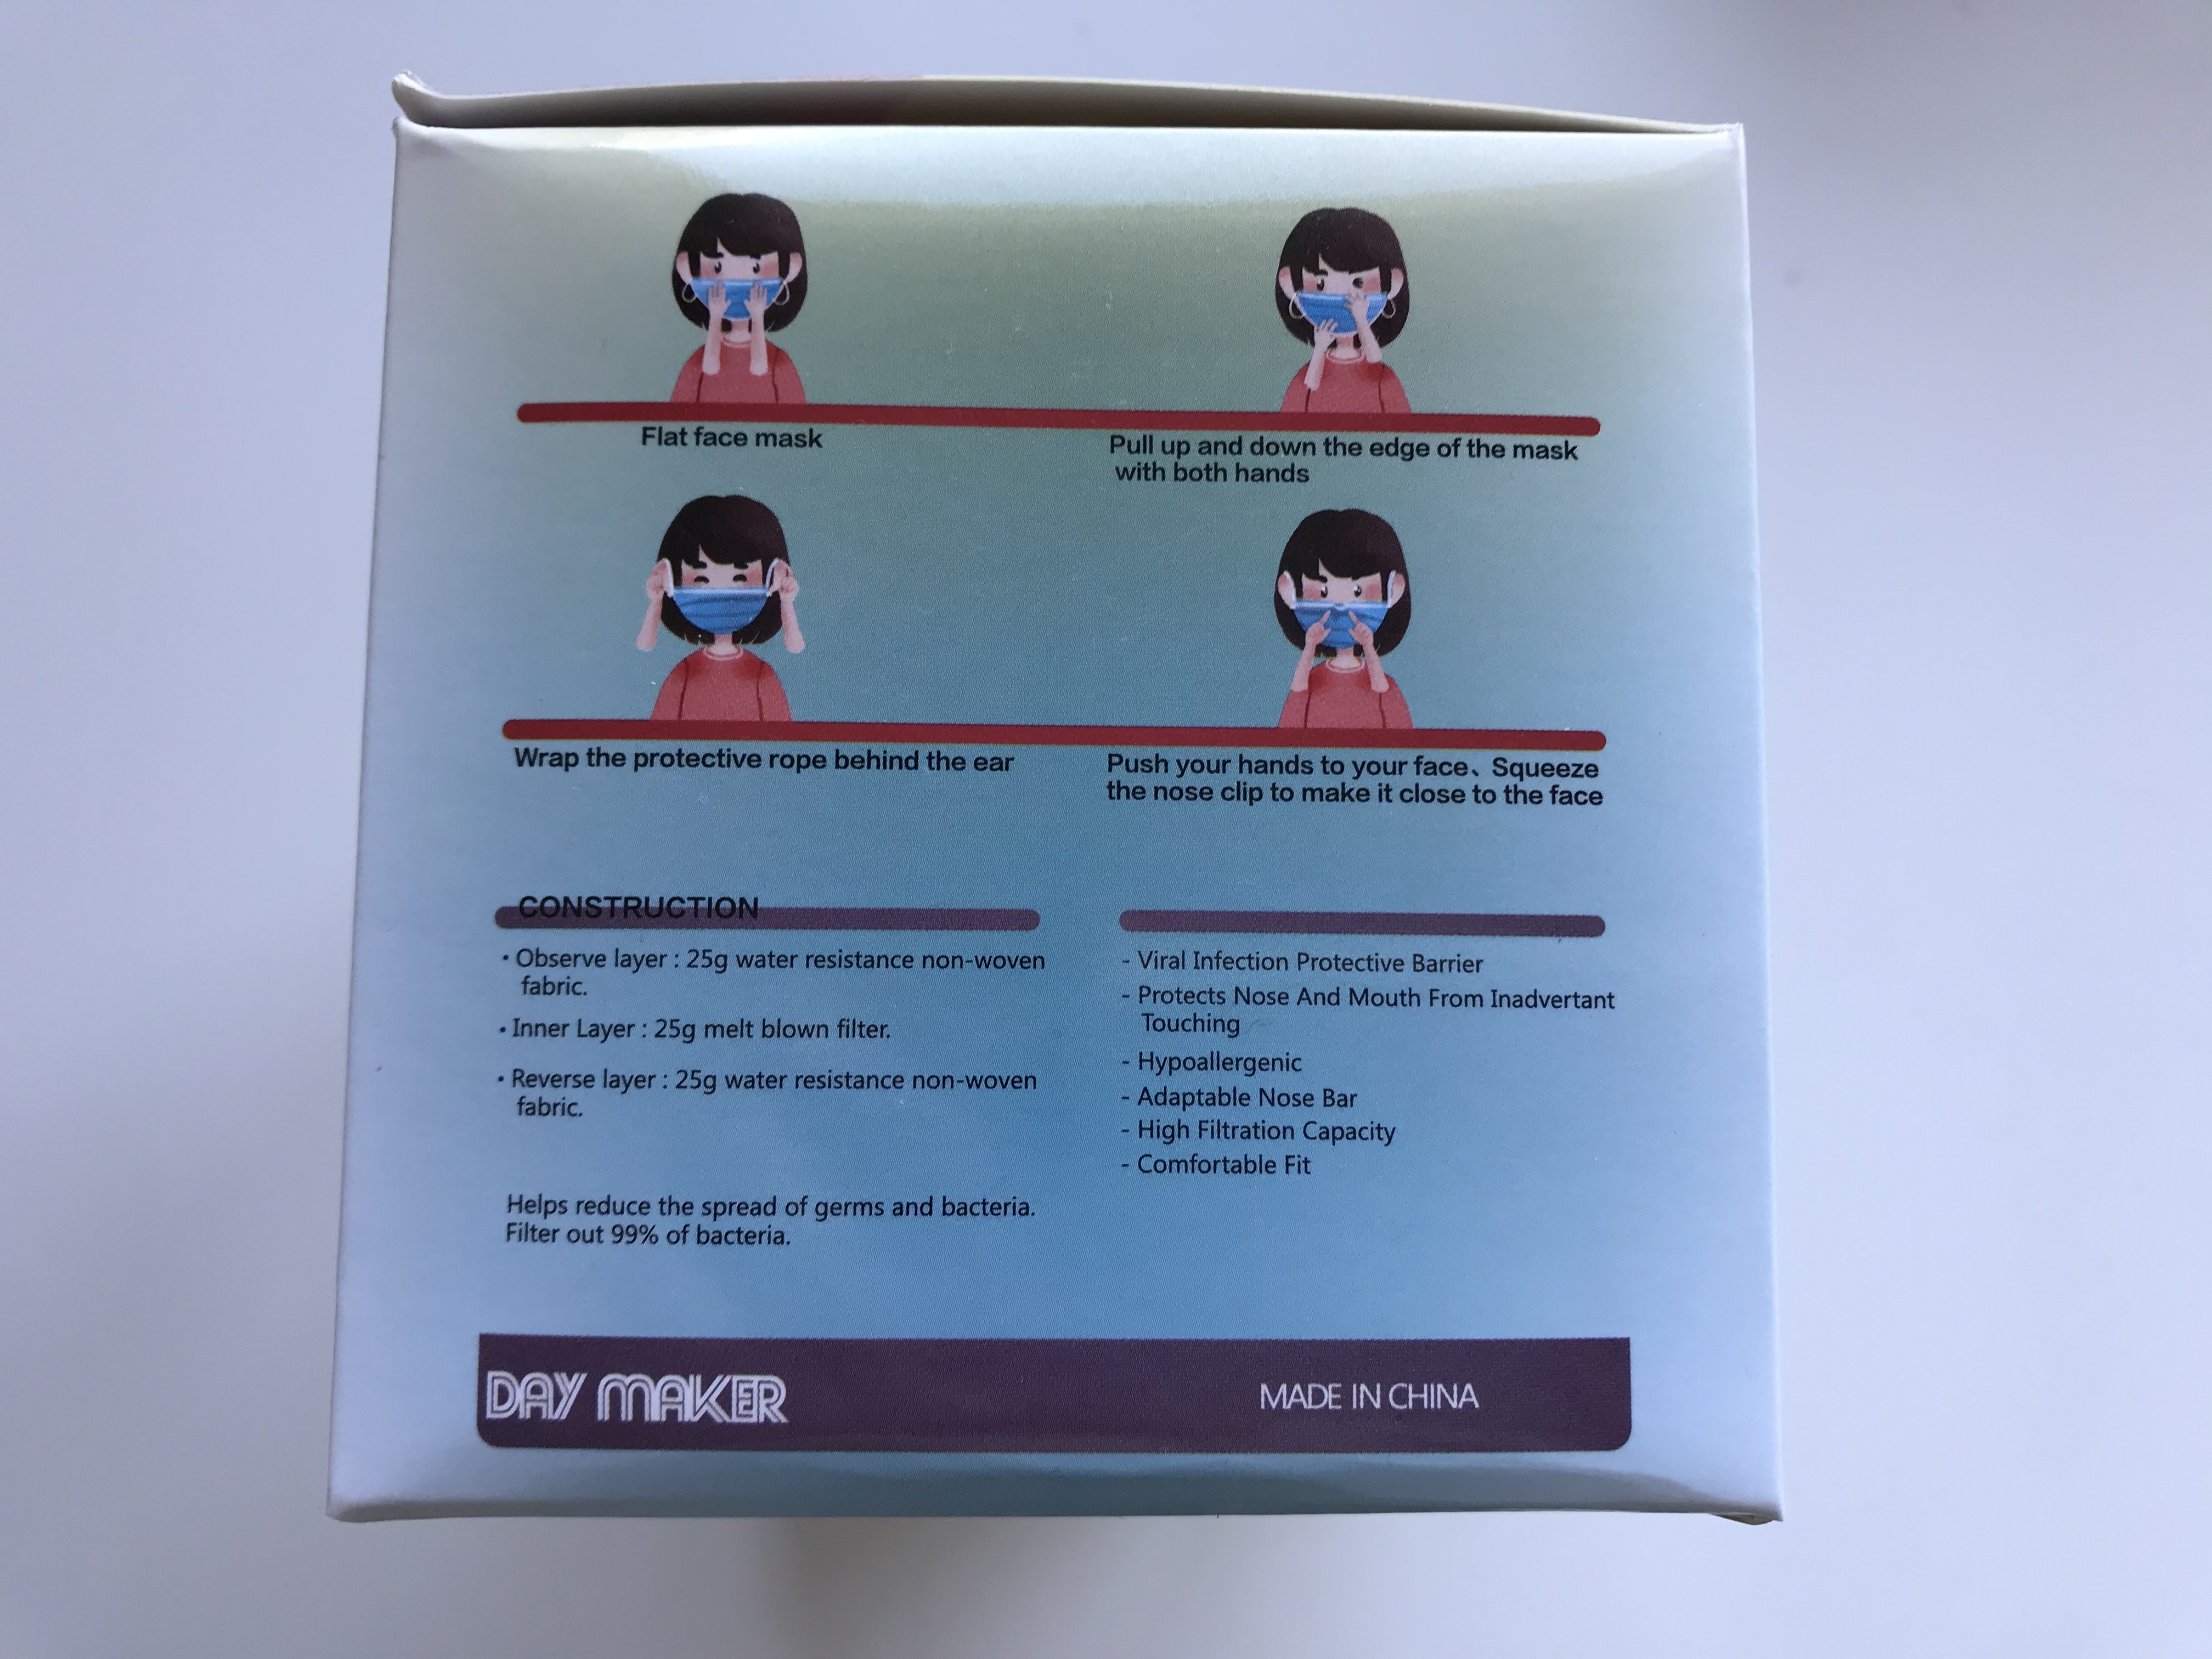 Flat face mask
Pull up and down the edge of the mask
with both hands
Wrap the protective rope behind the ear
Push your hands to your face、Squeeze
the nose clip to make it close to the face
CONSTRUCTION
· Observe layer : 25g water resistance non-woven
fabric.
· Inner Layer : 25g melt blown filter.
· Reverse layer : 25g water resistance non-woven
fabric.
Helps reduce the spread of germs and bacteria.
Filter out 99% of bacteria.
- Viral Infection Protective Barrier
- Protects Nose And Mouth From Inadvertant
Touching
- Hypoallergenic
- Adaptable Nose Bar
- High Filtration Capacity
- Comfortable Fit
DAY MAKER
MADE IN CHINA